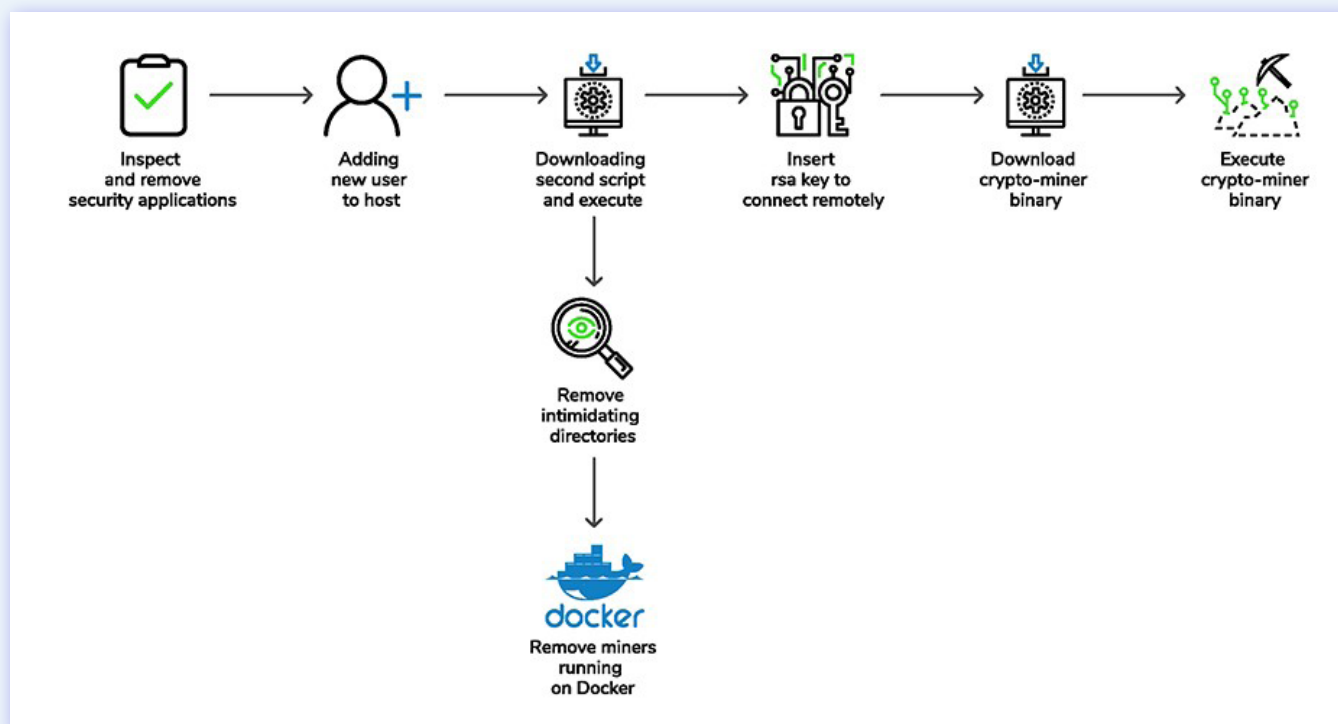 Inspect
and remove
security applications
Adding
new user
to host
Downloading
second script
and execute
Insert
rsa key to
connect remotely
Download
crypto-miner
binary
Execute
crypto-miner
binary
Remove
intimidating
directories
docker
Remove miners
running
on Docker